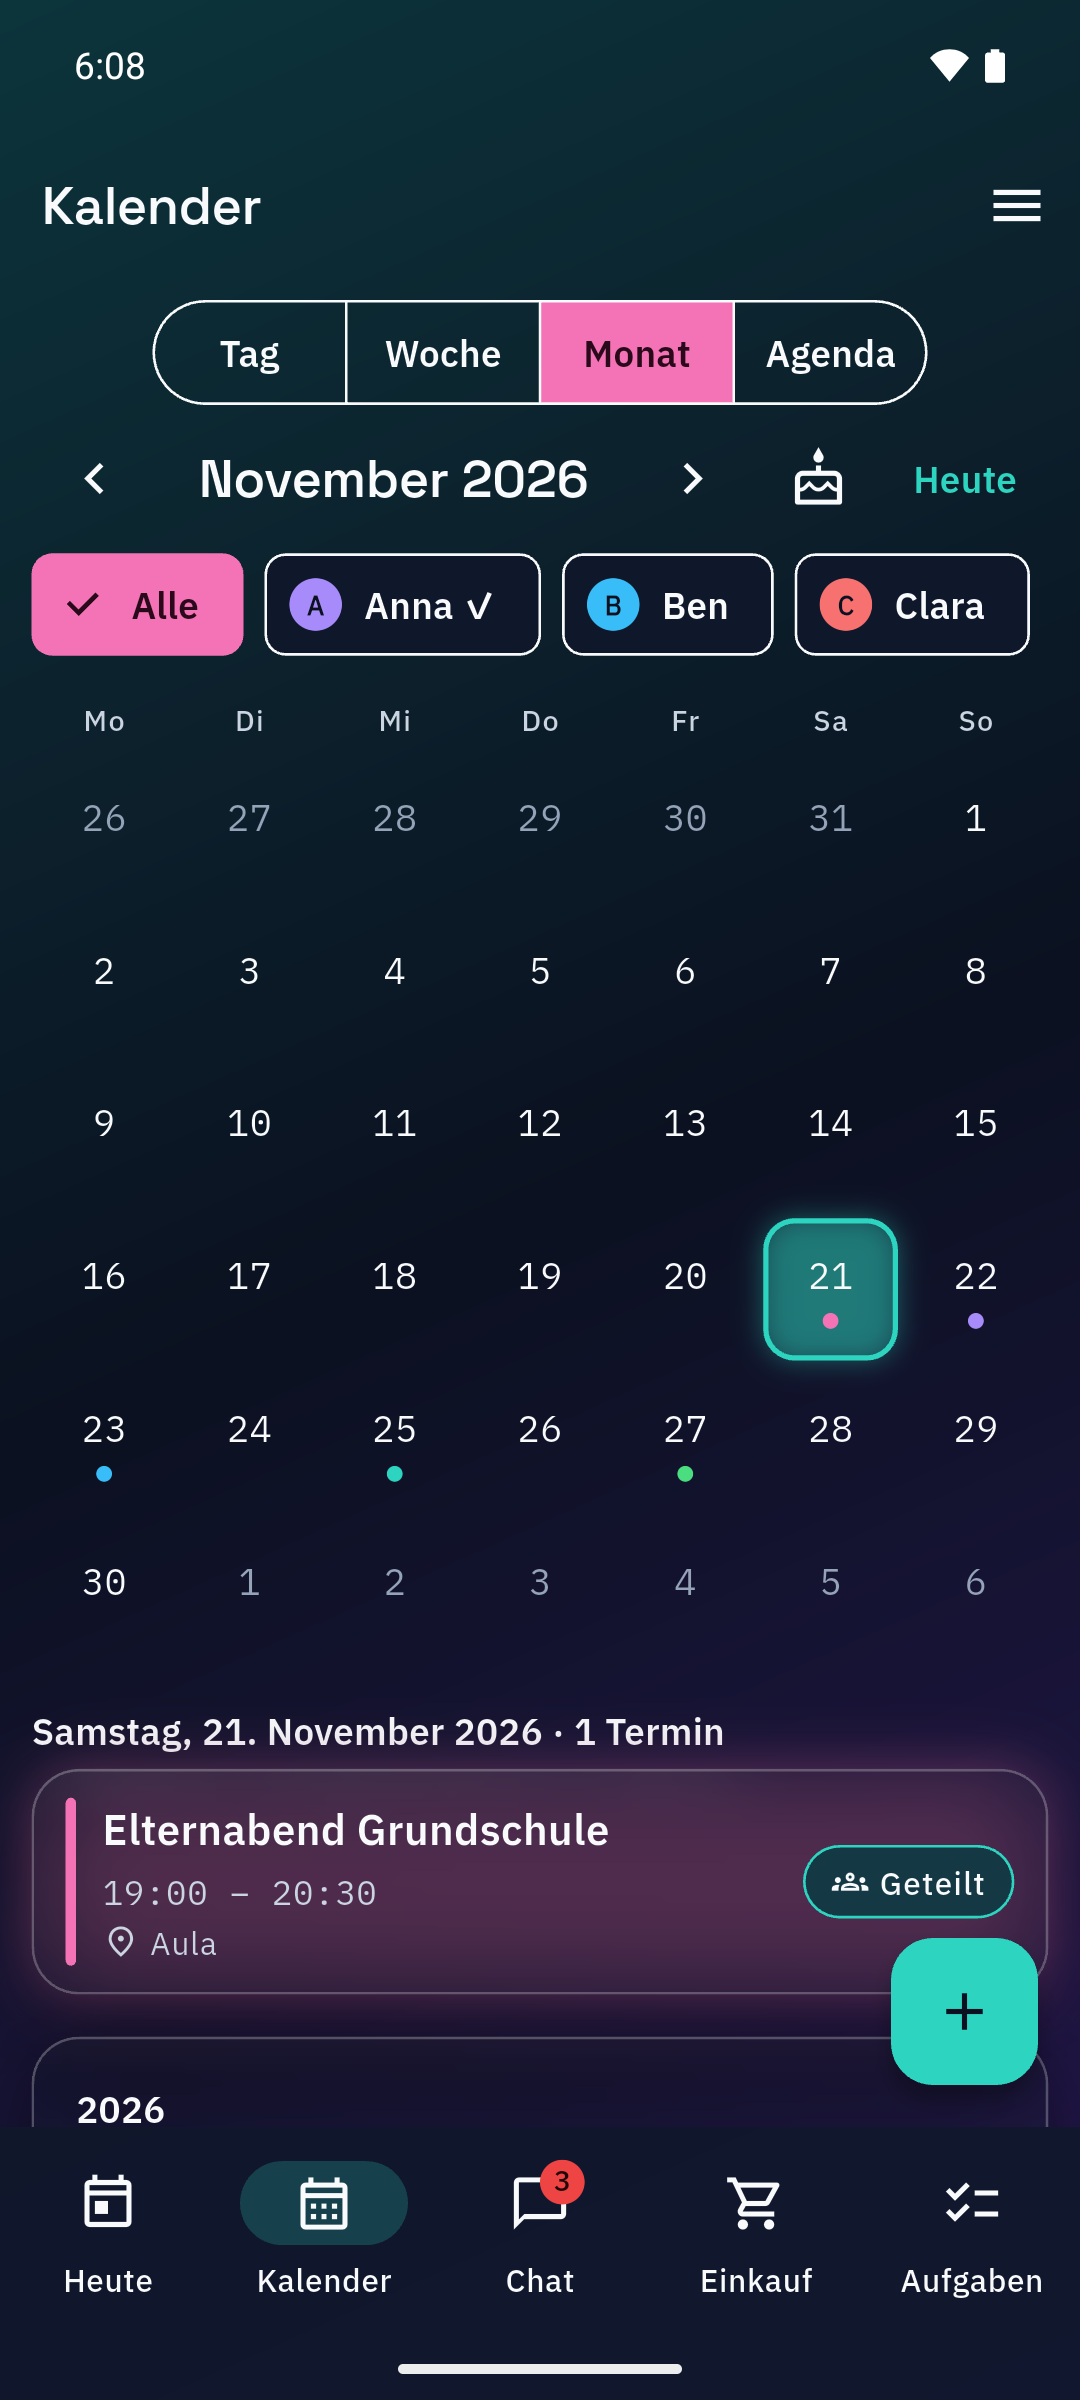 6:08
Kalender
Tag Woche Monat Agenda
November 2026 Heute
Alle A Anna ✓ B Ben C Clara
Mo Di Mi Do Fr Sa So
26 27 28 29 30 31 1
2 3 4 5 6 7 8
9 10 11 12 13 14 15
16 17 18 19 20 21 22
23 24 25 26 27 28 29
30 1 2 3 4 5 6
Samstag, 21. November 2026 · 1 Termin
Elternabend Grundschule
19:00 – 20:30
Geteilt
Aula
+
2026
3
Heute Kalender Chat Einkauf Aufgaben